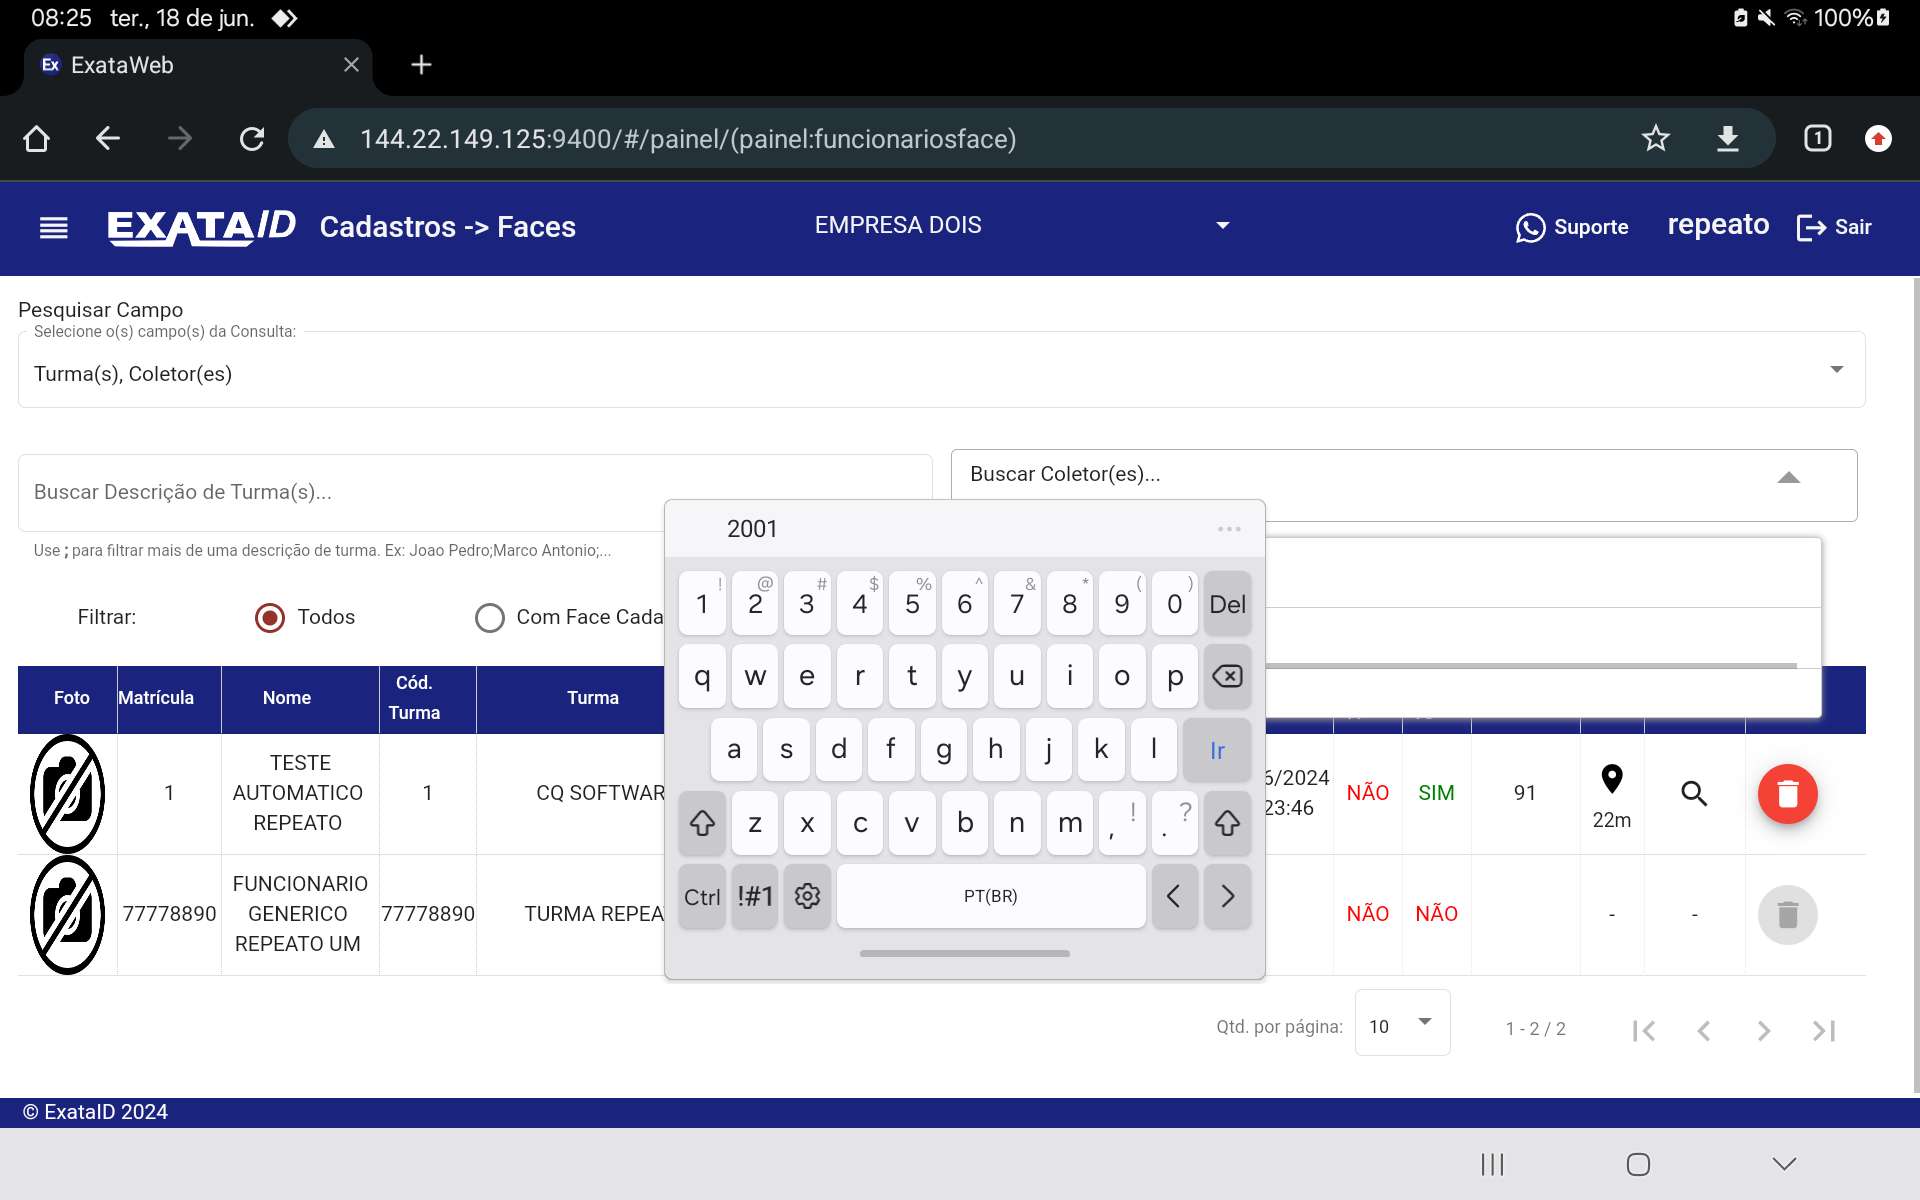 08:25 ter., 18 de jun.
100%
Ex ExataWeb
144.22.149.125:9400/#/painel/(painel:funcionariosface)
1
EXATA/ID Cadastros -> Faces
EMPRESA DOIS
Suporte
repeato
Sair
Pesquisar Campo
Selecione o(s) campo(s) da Consulta:
Turma(s), Coletor(es)
Buscar Descrição de Turma(s)...
Buscar Coletor(es)...
Use ; para filtrar mais de uma descrição de turma. Ex: Joao Pedro;Marco Antonio;...
Filtrar:
Todos
Com Face Cada
2001
1 ! 2 @ 3 # 4 $ 5 % 6 ^ 7 & 8 * 9 ( 0 ) Del
q w e r t y u i o p
a s d f g h j k l Ir
z x c v b n m , ! . ?
Ctrl !#1 PT(BR)
Foto Matrícula Nome Cód. Turma Turma
1 TESTE AUTOMATICO REPEATO 1 CQ SOFTWAR 6/2024 23:46 NÃO SIM 91 22m
77778890 FUNCIONARIO GENERICO REPEATO UM 77778890 TURMA REPEA NÃO NÃO - -
Qtd. por página: 10 1 - 2 / 2
© ExataID 2024